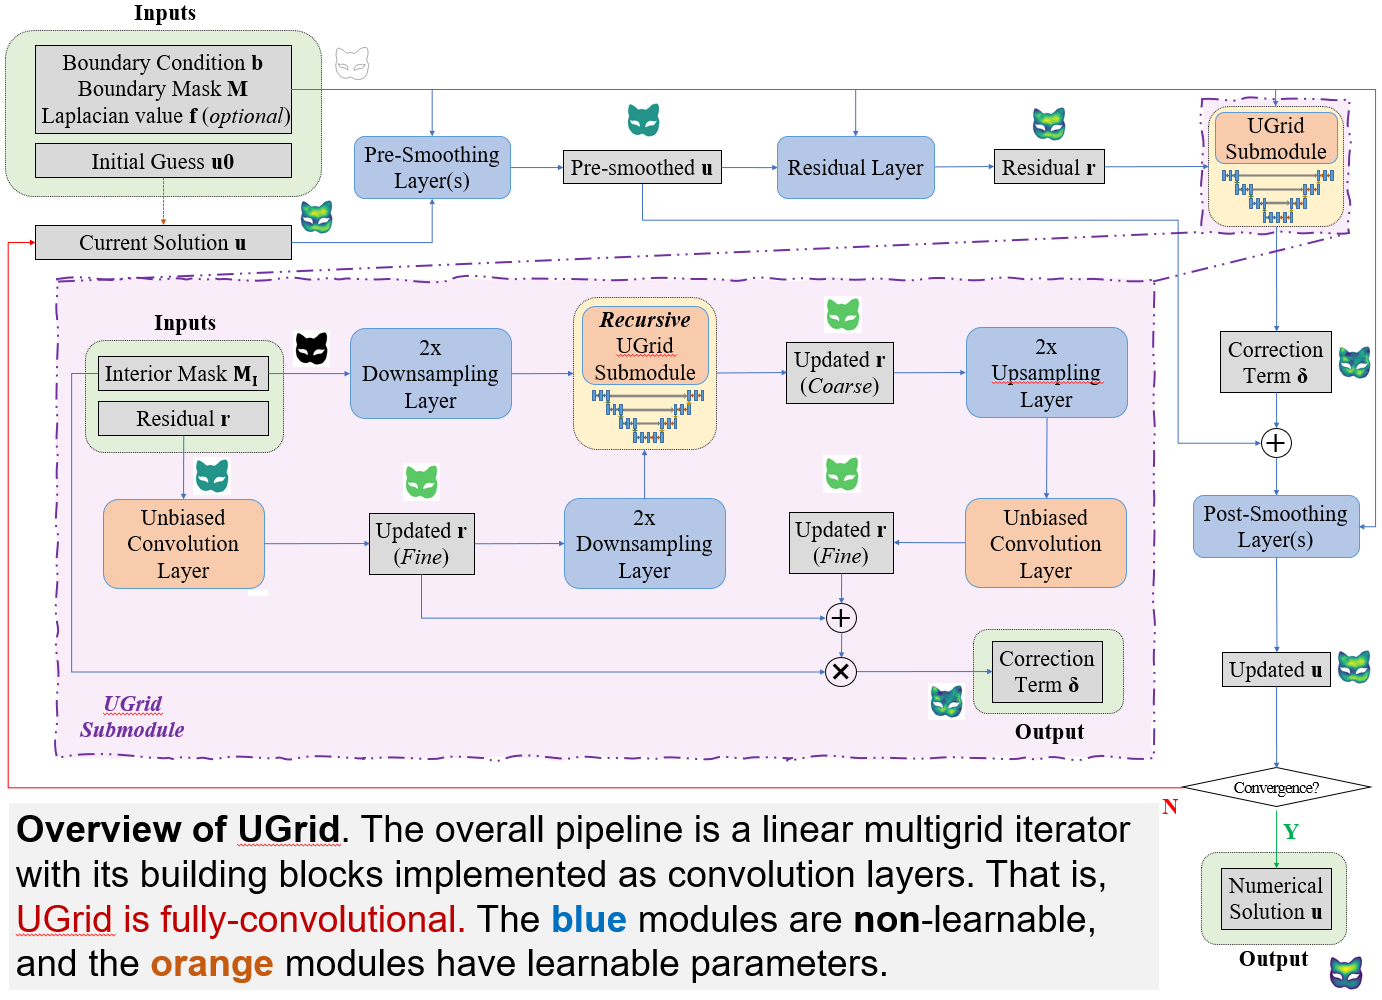 Inputs
Boundary Condition b
Boundary Mask M
Laplacian value f (optional)
Initial Guess u0
Current Solution u
Pre-Smoothing
Layer(s)
Pre-smoothed u
Residual Layer
Residual r
UGrid
Submodule
Correction
Term δ
+
Post-Smoothing
Layer(s)
Updated u
Convergence?
N
Y
Numerical
Solution u
Output
Inputs
Interior Mask M_I
Residual r
2x
Downsampling
Layer
Recursive
UGrid
Submodule
Updated r
(Coarse)
2x
Upsampling
Layer
Unbiased
Convolution
Layer
Updated r
(Fine)
2x
Downsampling
Layer
Updated r
(Fine)
Unbiased
Convolution
Layer
+
×
Correction
Term δ
Output
UGrid
Submodule
Overview of UGrid. The overall pipeline is a linear multigrid iterator
with its building blocks implemented as convolution layers. That is,
UGrid is fully-convolutional. The blue modules are non-learnable,
and the orange modules have learnable parameters.